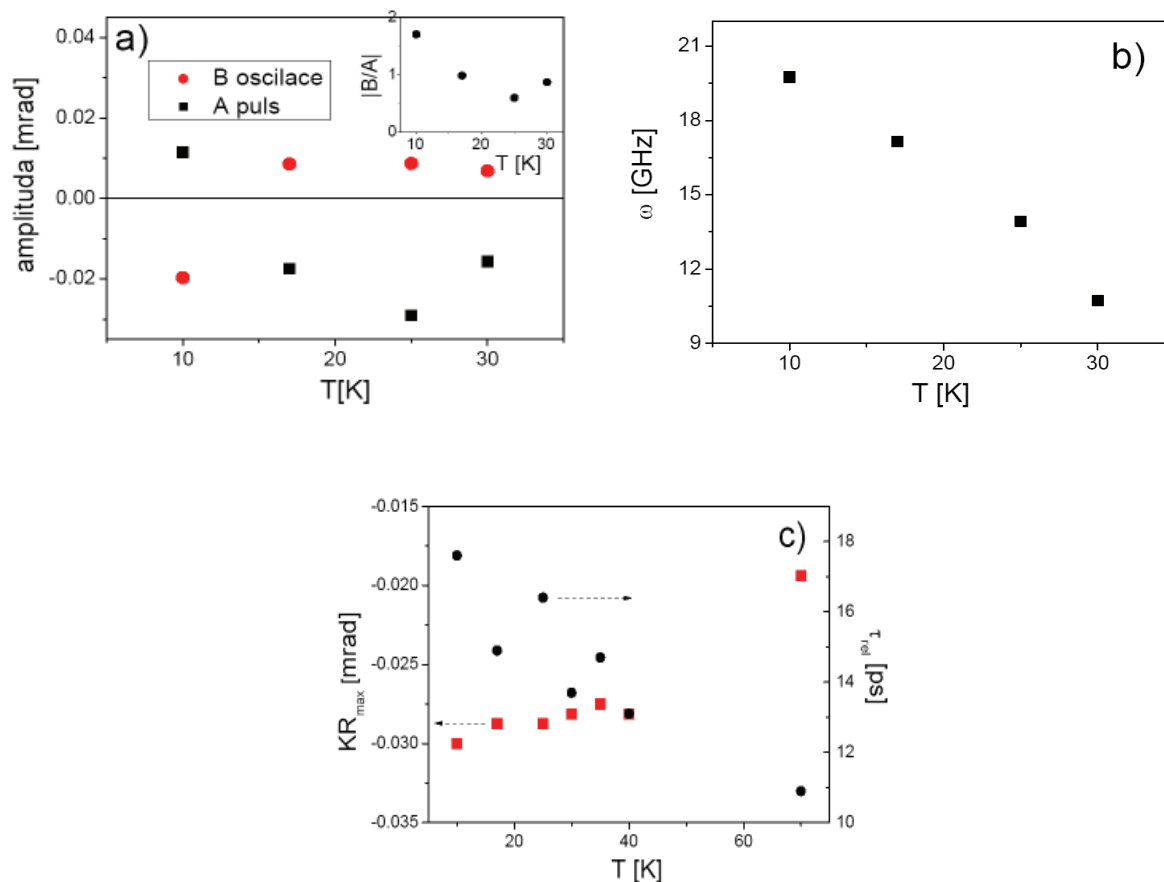 a)
0.04
0.02
0.00
-0.02
amplituda [mrad]
B oscilace
A puls
10
20
30
T[K]
2
1
0
|B/A|
10
20
30
T [K]
b)
21
18
15
12
9
ω [GHz]
10
20
30
T [K]
c)
-0.015
-0.020
-0.025
-0.030
-0.035
KR_max [mrad]
18
16
14
12
10
τ_rel [ps]
20
40
60
T [K]